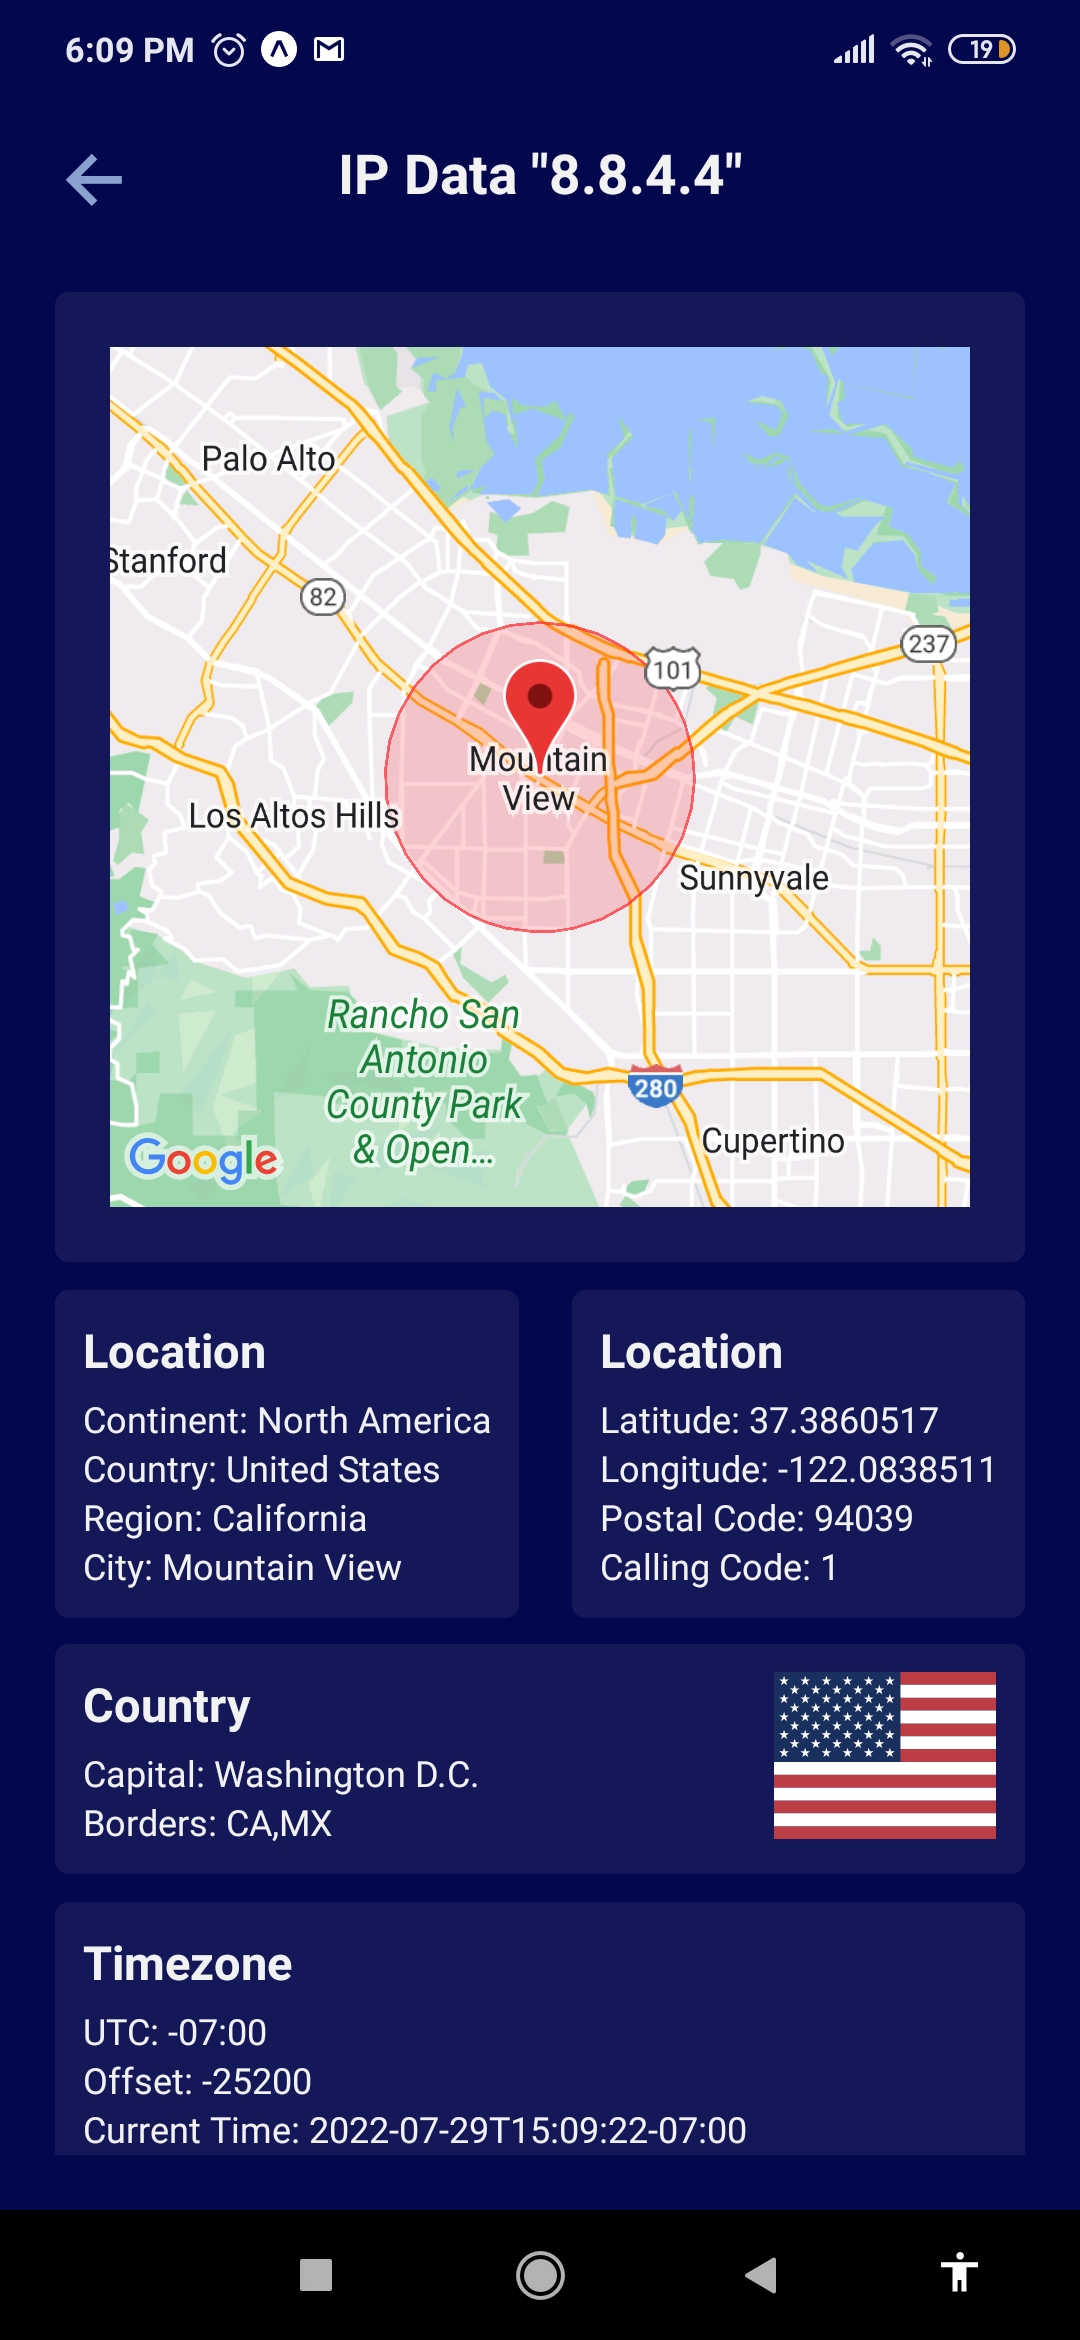 6:09 PM
19
IP Data "8.8.4.4"
Palo Alto
Stanford
82
237
101
Mountain
View
Los Altos Hills
Sunnyvale
Rancho San
Antonio
County Park
& Open...
280
Cupertino
Google
Location
Continent: North America
Country: United States
Region: California
City: Mountain View
Location
Latitude: 37.3860517
Longitude: -122.0838511
Postal Code: 94039
Calling Code: 1
Country
Capital: Washington D.C.
Borders: CA,MX
Timezone
UTC: -07:00
Offset: -25200
Current Time: 2022-07-29T15:09:22-07:00